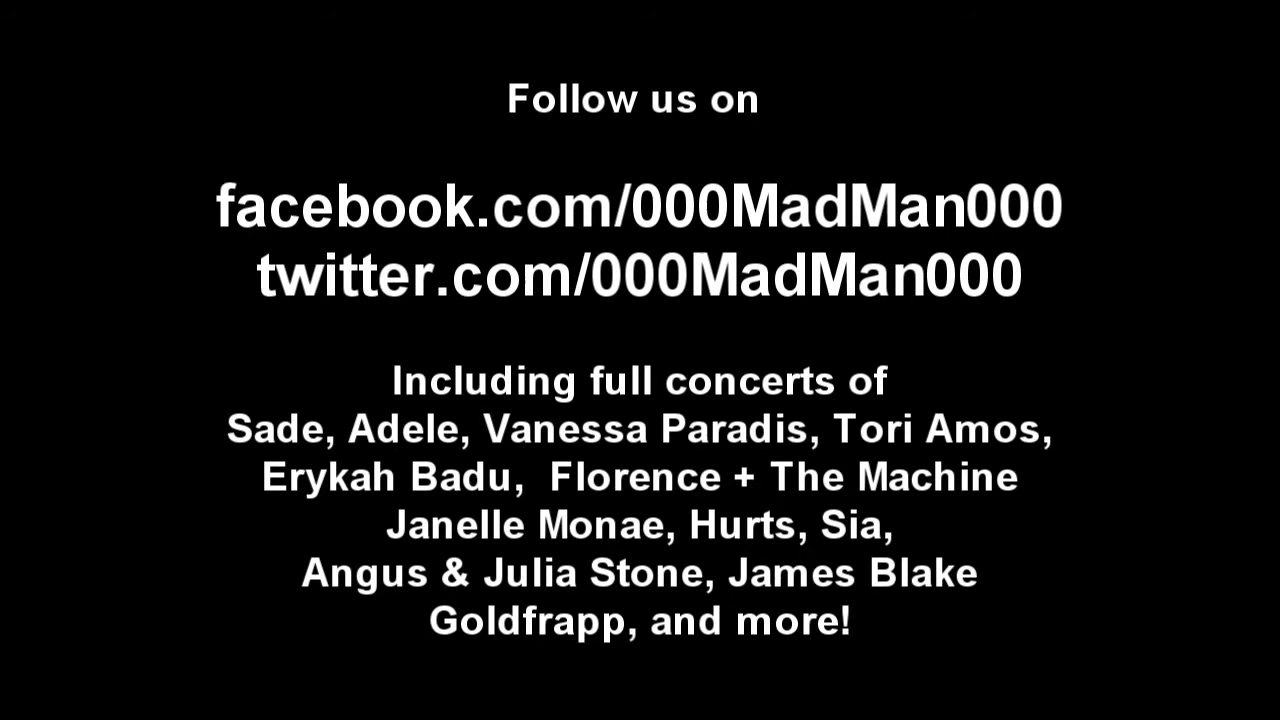 Follow us on
facebook.com/000MadMan000
twitter.com/000MadMan000
Including full concerts of
Sade, Adele, Vanessa Paradis, Tori Amos,
Erykah Badu,  Florence + The Machine
Janelle Monae, Hurts, Sia,
Angus & Julia Stone, James Blake
Goldfrapp, and more!